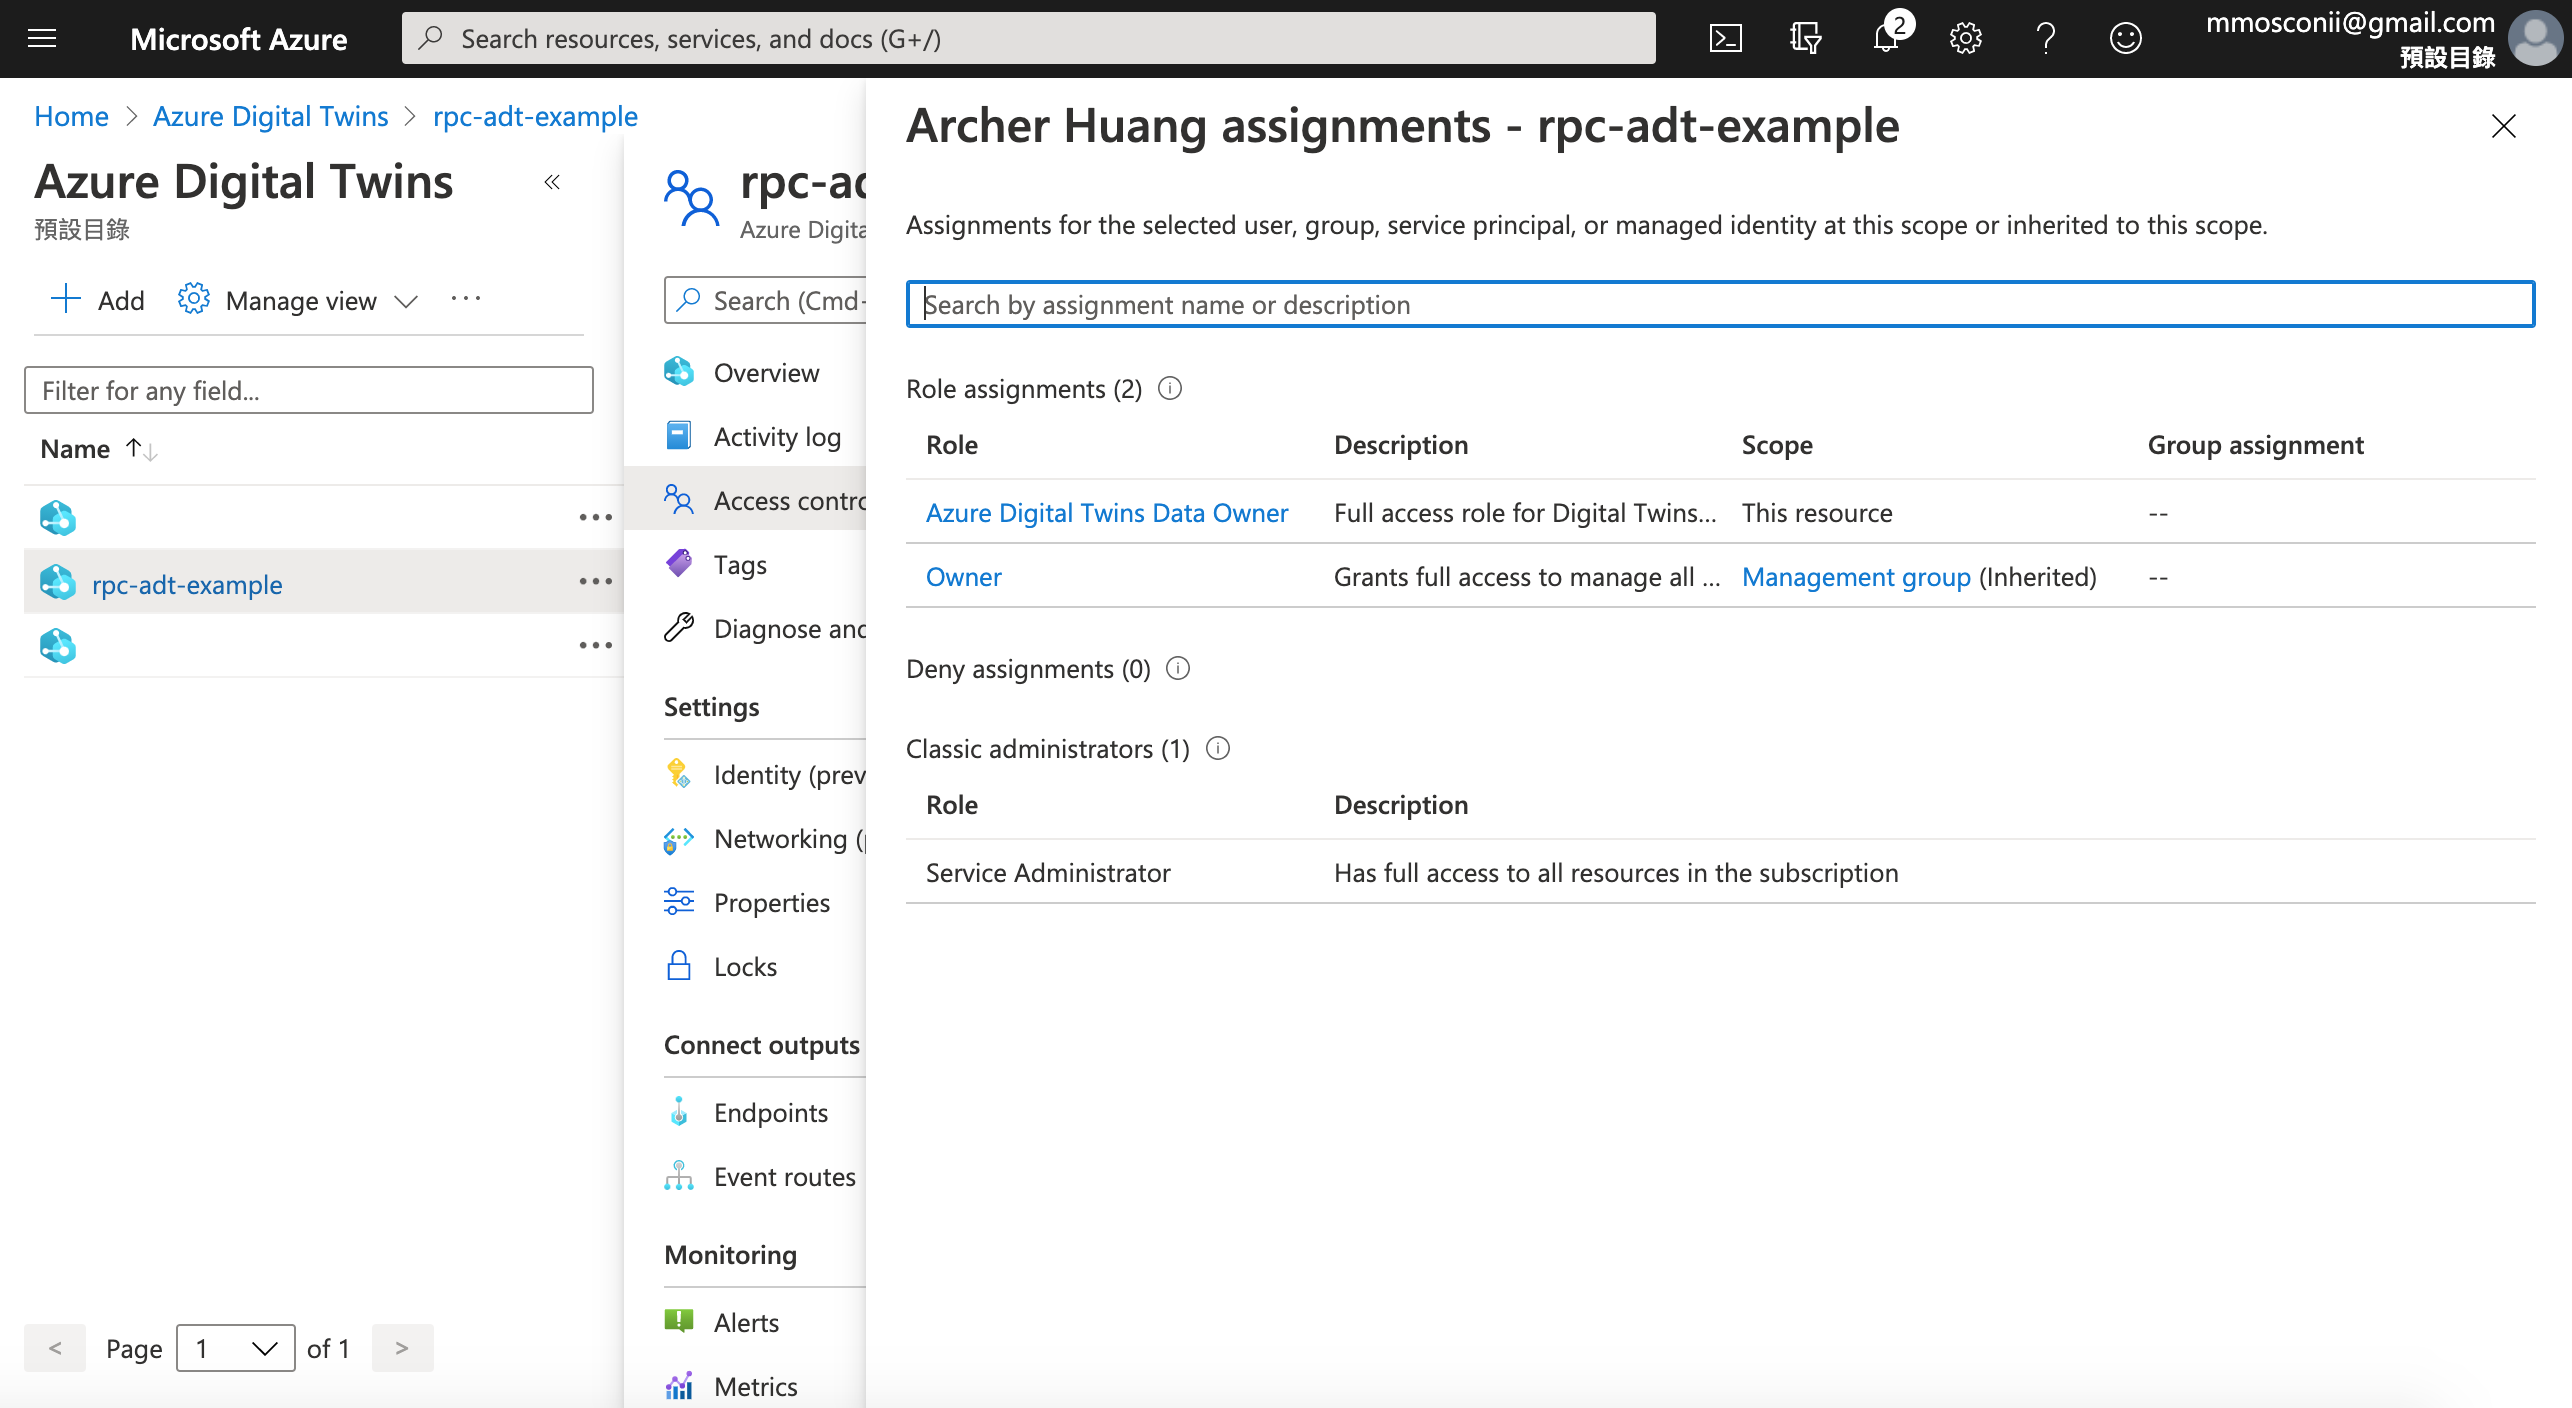 Microsoft Azure
Search resources, services, and docs (G+/)
2
mmosconii@gmail.com
預設目錄
Home > Azure Digital Twins > rpc-adt-example
Azure Digital Twins
預設目錄
Add
Manage view
Filter for any field...
Name
rpc-adt-example
< Page 1 of 1 >
rpc-ad
Azure Digita
Search (Cmd+
Overview
Activity log
Access contro
Tags
Diagnose and
Settings
Identity (prev
Networking (p
Properties
Locks
Connect outputs
Endpoints
Event routes
Monitoring
Alerts
Metrics
Archer Huang assignments - rpc-adt-example
Assignments for the selected user, group, service principal, or managed identity at this scope or inherited to this scope.
Search by assignment name or description
Role assignments (2)
Role Description Scope Group assignment
Azure Digital Twins Data Owner Full access role for Digital Twins... This resource --
Owner Grants full access to manage all ... Management group (Inherited) --
Deny assignments (0)
Classic administrators (1)
Role Description
Service Administrator Has full access to all resources in the subscription